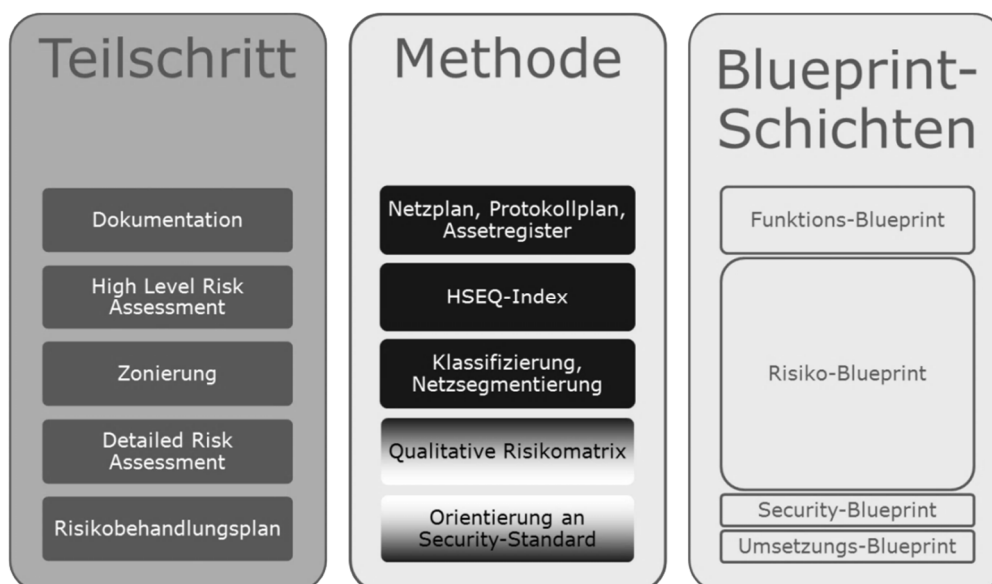 Teilschritt
Dokumentation
High Level Risk
Assessment
Zonierung
Detailed Risk
Assessment
Risikobehandlungsplan
Methode
Netzplan, Protokollplan,
Assetregister
HSEQ-Index
Klassifizierung,
Netzsegmentierung
Qualitative Risikomatrix
Orientierung an
Security-Standard
Blueprint-
Schichten
Funktions-Blueprint
Risiko-Blueprint
Security-Blueprint
Umsetzungs-Blueprint